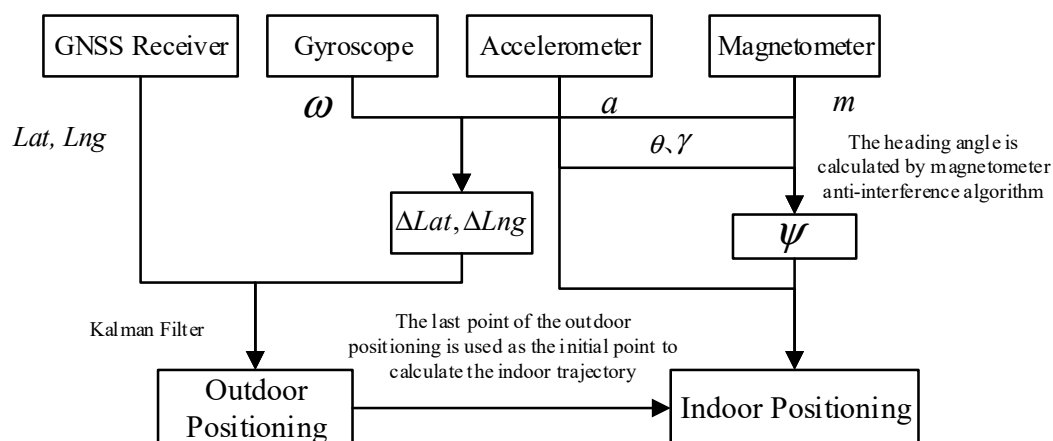 GNSS Receiver
Gyroscope
Accelerometer
Magnetometer
ω
a
m
Lat, Lng
θ、γ
The heading angle is
calculated by magnetometer
anti-interference algorithm
ΔLat, ΔLng
ψ
Kalman Filter
The last point of the outdoor
positioning is used as the initial point to
calculate the indoor trajectory
Outdoor
Positioning
Indoor Positioning